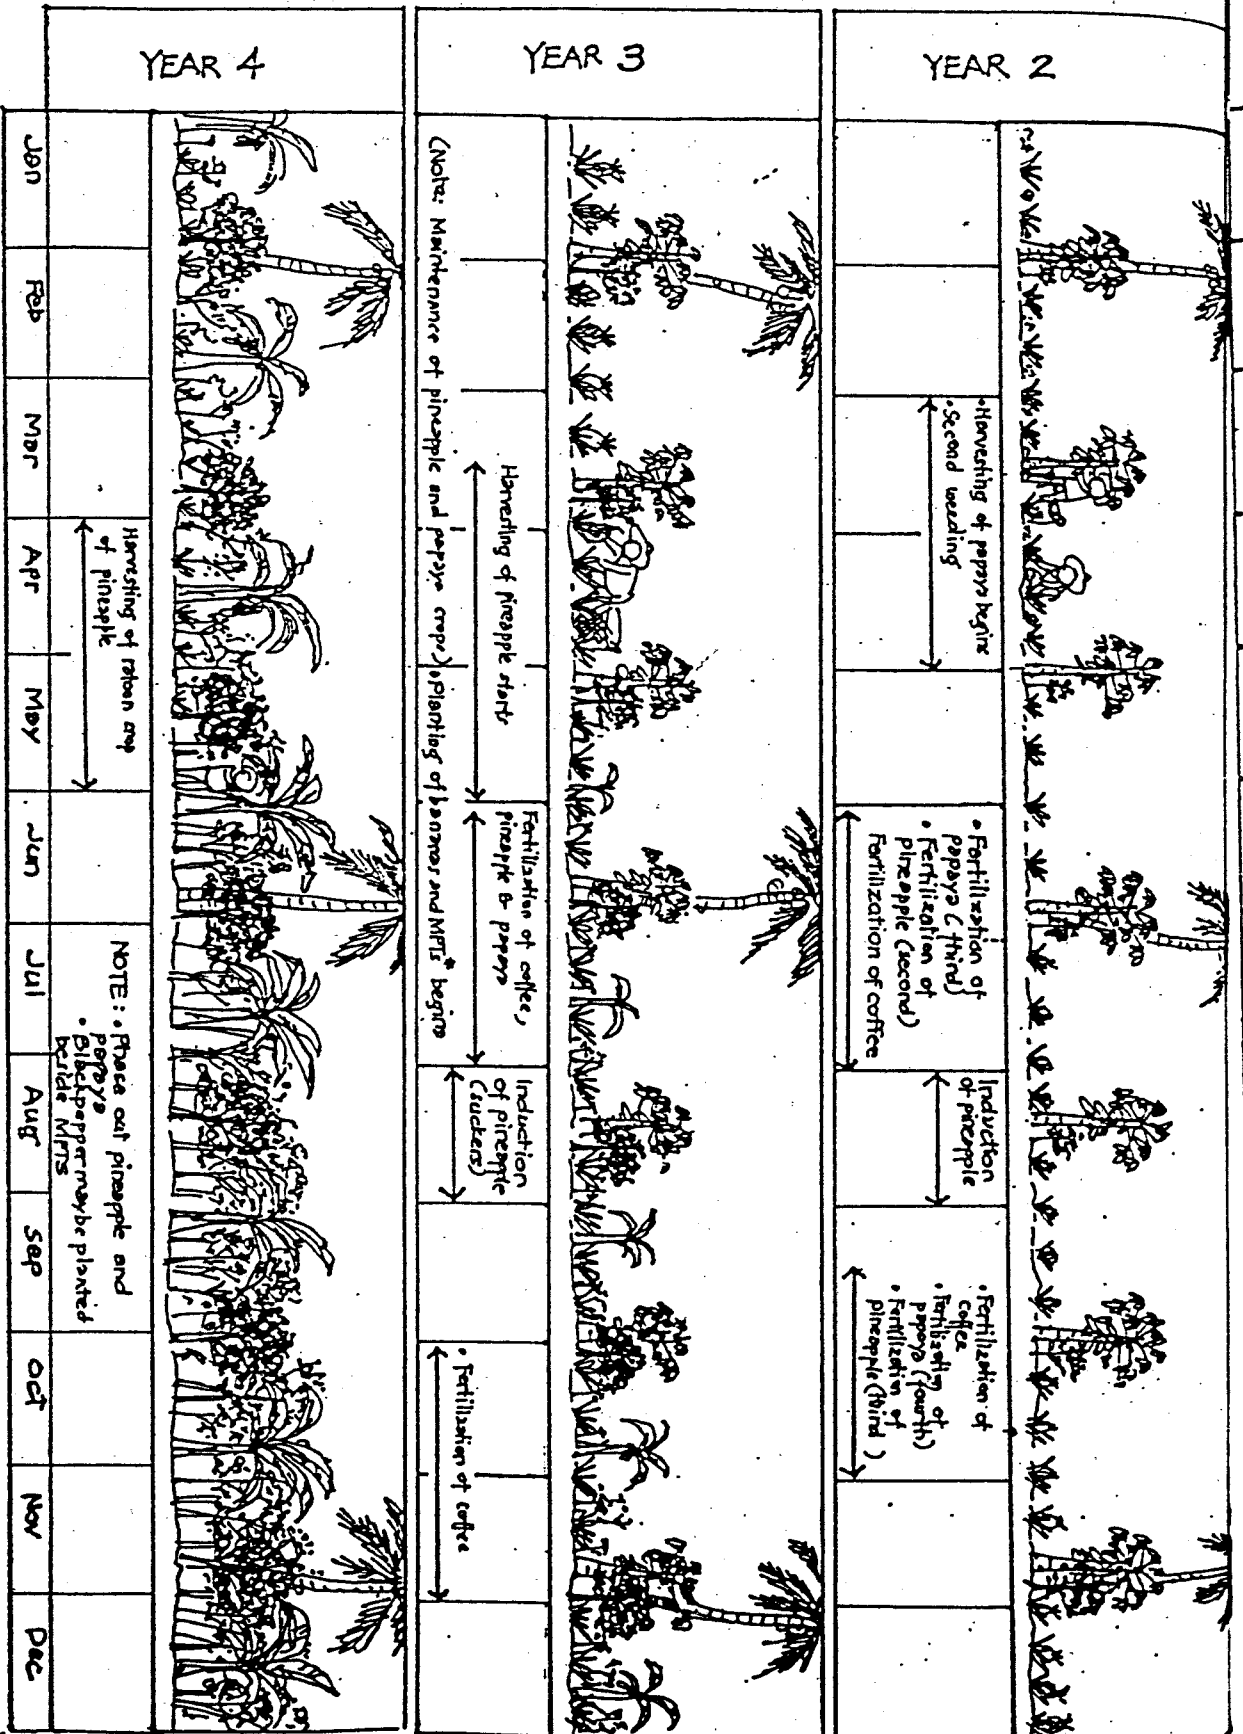 YEAR 2
• Harvesting of papaya begins
• Second weeding
• Fertilization of
papaya (third)
• Fertilization of
pineapple (second)
Fertilization of coffee
Induction
of pineapple
• Fertilization of
coffee
• Fertilization of
papaya (fourth)
• Fertilization of
pineapple (third)
YEAR 3
Harvesting of pineapple starts
Fertilization of coffee,
pineapple & papaya
Induction
of pineapple
(suckers)
• Fertilization of coffee
(Note: Maintenance of pineapple and papaya crops) • Planting of bananas and MPTS* begins
YEAR 4
Harvesting of ratoon crop
of pineapple
NOTE: • Phase out pineapple and
papaya
• Blackpepper may be planted
beside MPTS
Jan
Feb
Mar
Apr
May
Jun
Jul
Aug
Sep
Oct
Nov
Dec